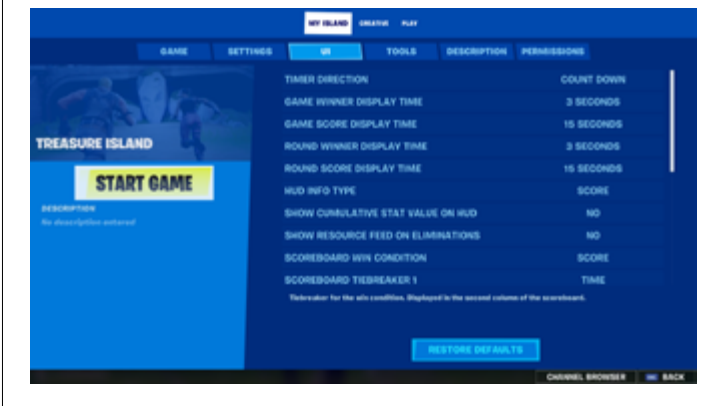 MY ISLAND CREATIVE PLAY
GAME SETTINGS UI TOOLS DESCRIPTION PERMISSIONS
TREASURE ISLAND
START GAME
DESCRIPTION
No description entered
TIMER DIRECTION COUNT DOWN
GAME WINNER DISPLAY TIME 3 SECONDS
GAME SCORE DISPLAY TIME 15 SECONDS
ROUND WINNER DISPLAY TIME 3 SECONDS
ROUND SCORE DISPLAY TIME 15 SECONDS
HUD INFO TYPE SCORE
SHOW CUMULATIVE STAT VALUE ON HUD NO
SHOW RESOURCE FEED ON ELIMINATIONS NO
SCOREBOARD WIN CONDITION SCORE
SCOREBOARD TIEBREAKER 1 TIME
Tiebreaker for the win condition. Displayed in the second column of the scoreboard.
RESTORE DEFAULTS
CHANNEL BROWSER BACK